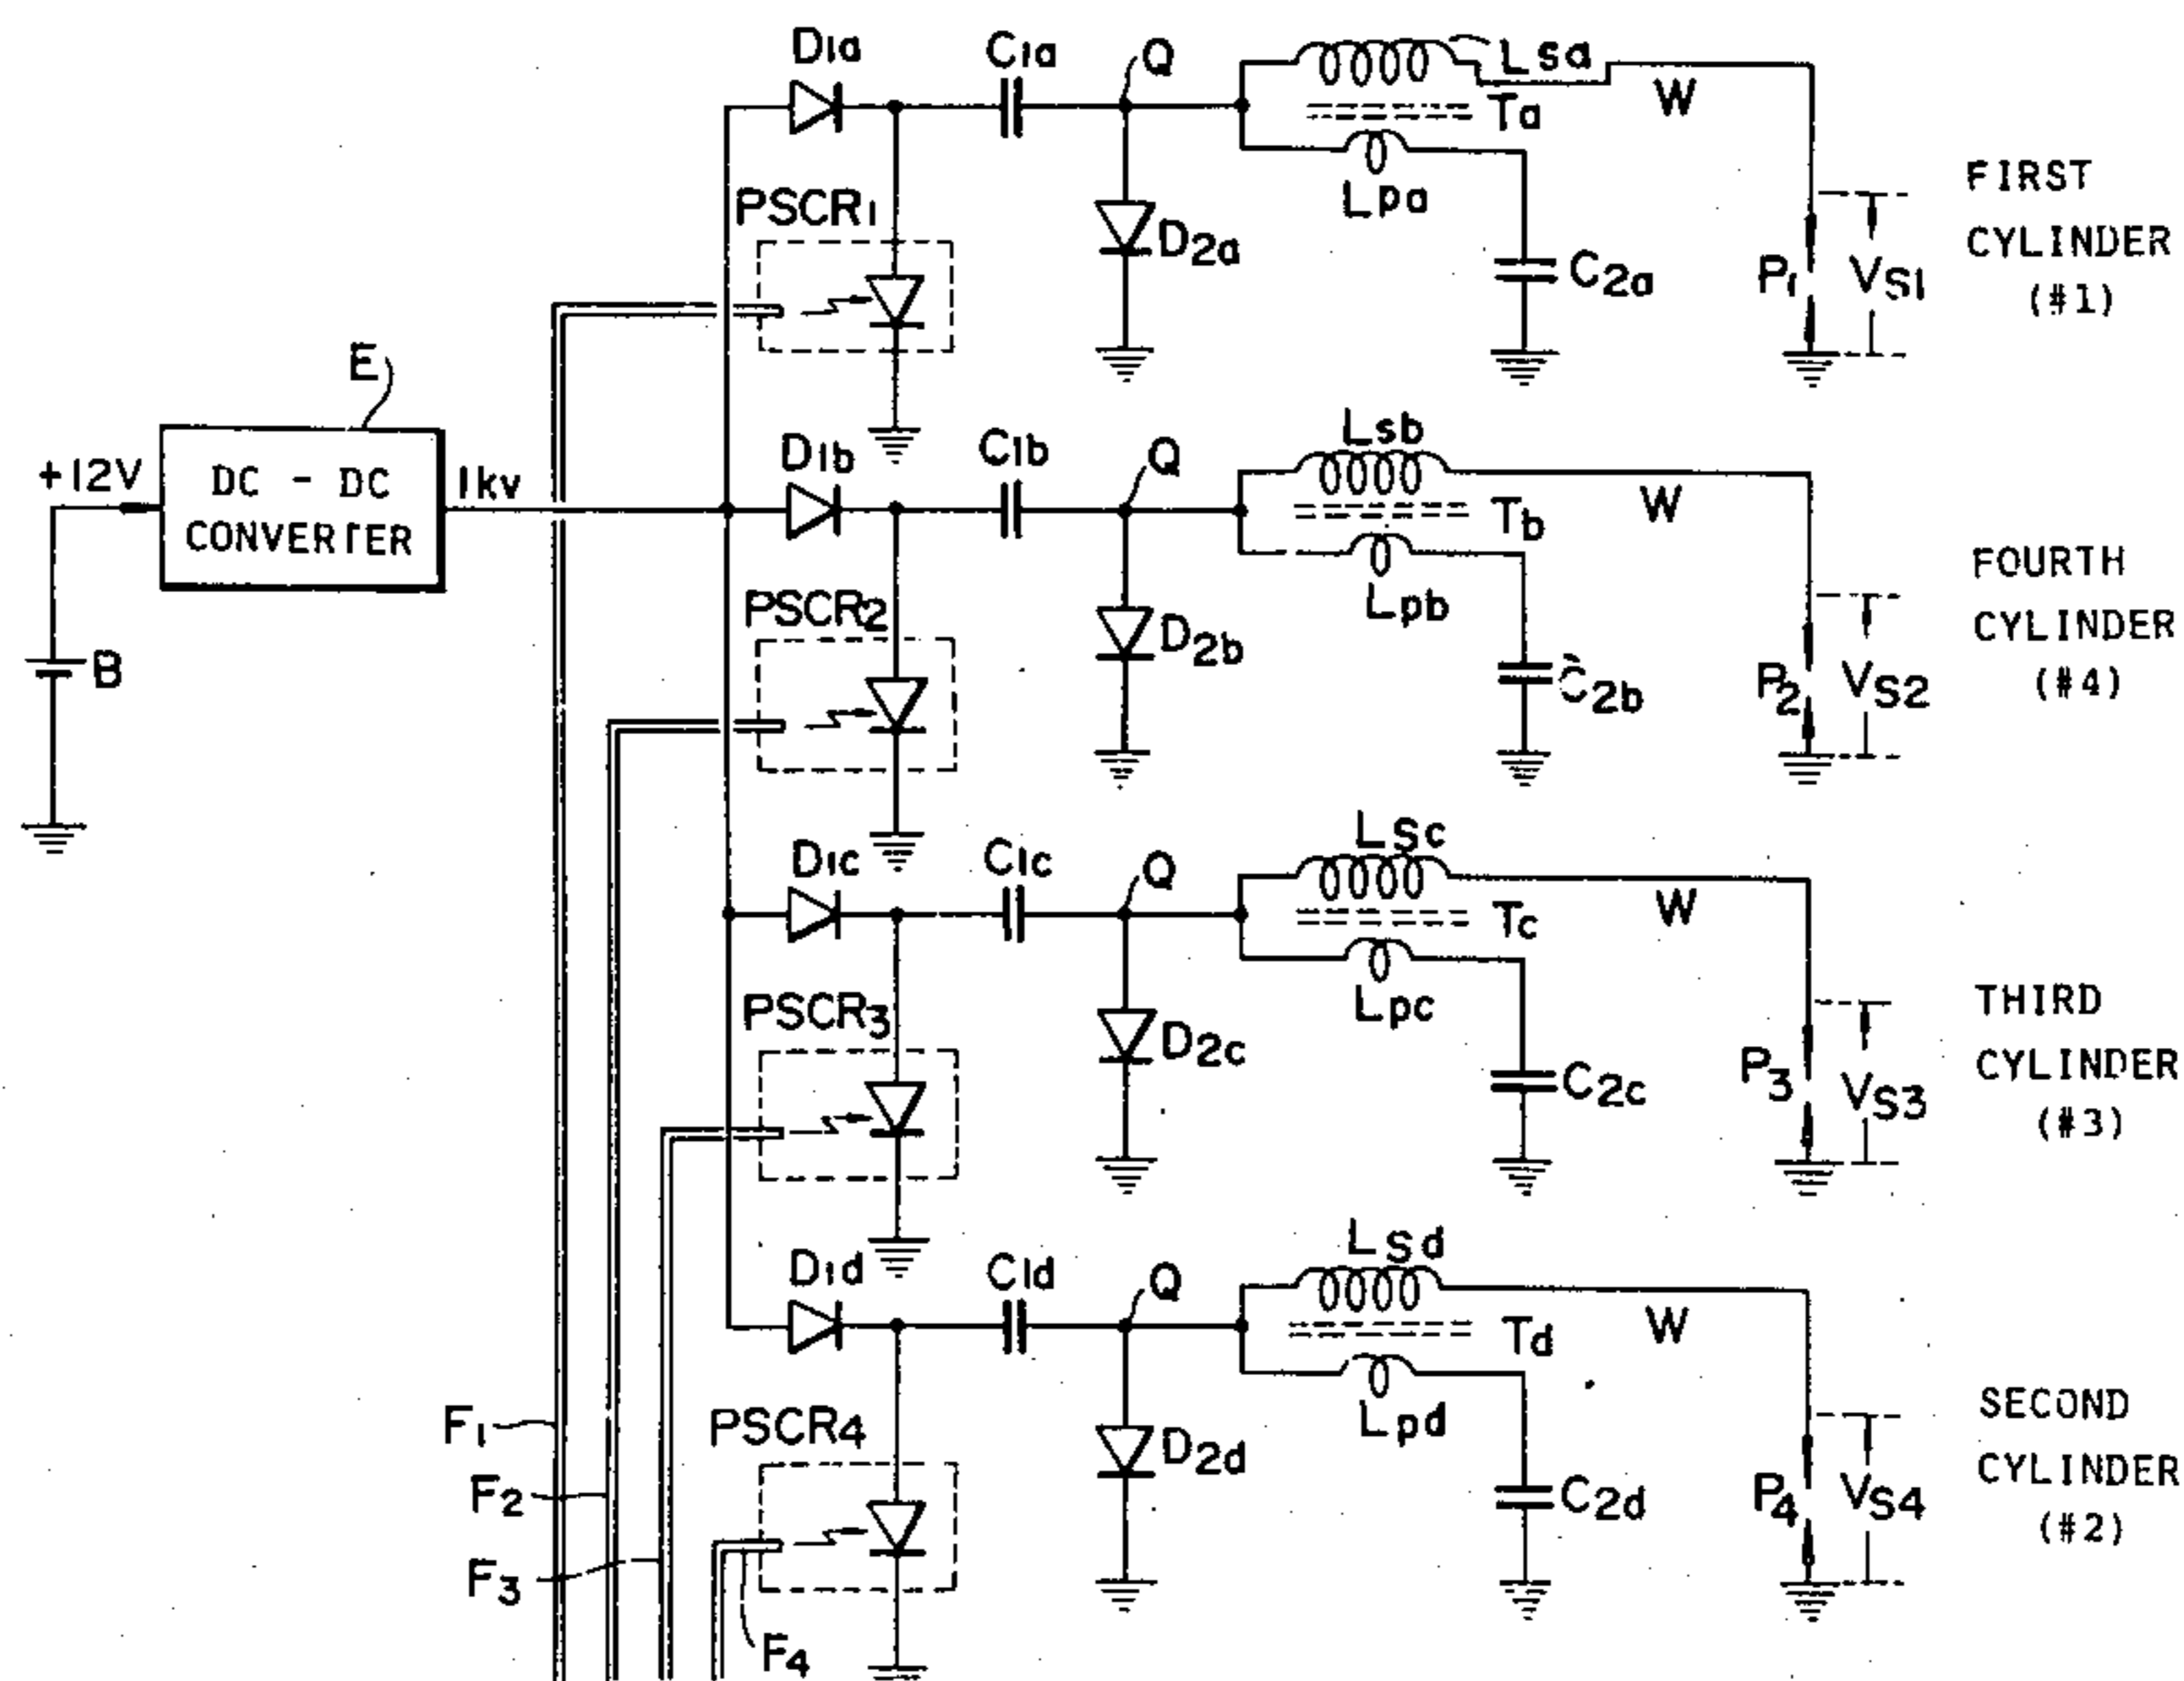 D1a
C1a
Q
Lsa
Ta
W
PSCR1
Lpa
D2a
C2a
P1
VS1
FIRST
CYLINDER
(#1)
E
+12V
DC - DC
CONVERTER
1kv
B
D1b
C1b
Q
Lsb
Tb
W
PSCR2
Lpb
D2b
C2b
P2
VS2
FOURTH
CYLINDER
(#4)
D1c
C1c
Q
LSc
Tc
W
PSCR3
Lpc
D2c
C2c
P3
VS3
THIRD
CYLINDER
(#3)
D1d
C1d
Q
LSd
Td
W
PSCR4
Lpd
D2d
C2d
P4
VS4
SECOND
CYLINDER
(#2)
F1
F2
F3
F4